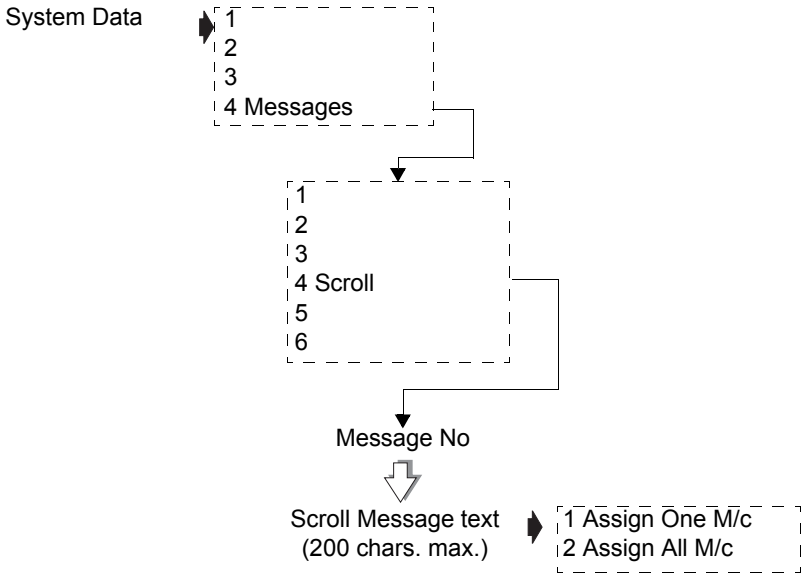 System Data
1
2
3
4 Messages
1
2
3
4 Scroll
5
6
Message No
Scroll Message text
(200 chars. max.)
1 Assign One M/c
2 Assign All M/c